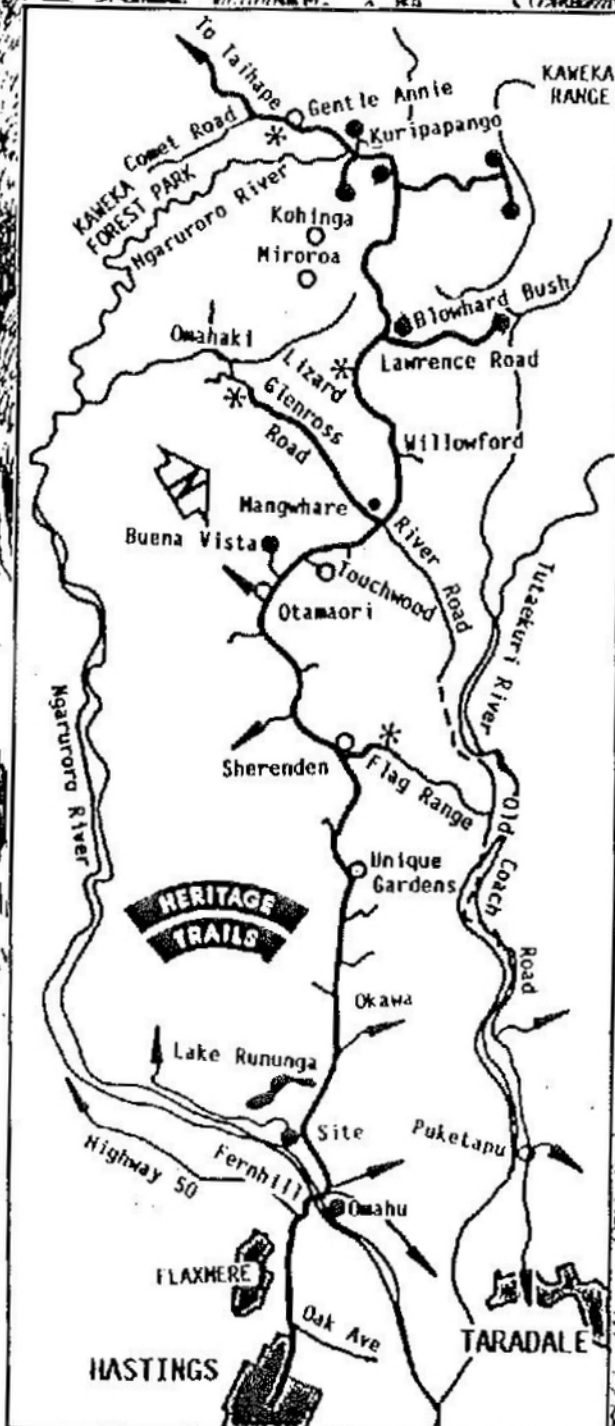 To Taihape
Gentle Annie
KAWEKA
RANGE
Comet Road
Kuripapango
KAWEKA
FOREST PARK
Ngaruroro River
Kohinga
Miroroa
Blowhard Bush
Omahaki
Lizard
Lawrence Road
Glenross
Road
Willowford
N
Mangwhare
River Road
Buena Vista
Touchwood
Otamaori
Tutaekuri River
Ngaruroro River
Sherenden
Flag Range
Old Coach Road
Unique
Gardens
HERITAGE
TRAILS
Okawa
Lake Rununga
Site
Puketapu
Highway 50
Fernhill
Omahu
FLAXMERE
Oak Ave
TARADALE
HASTINGS